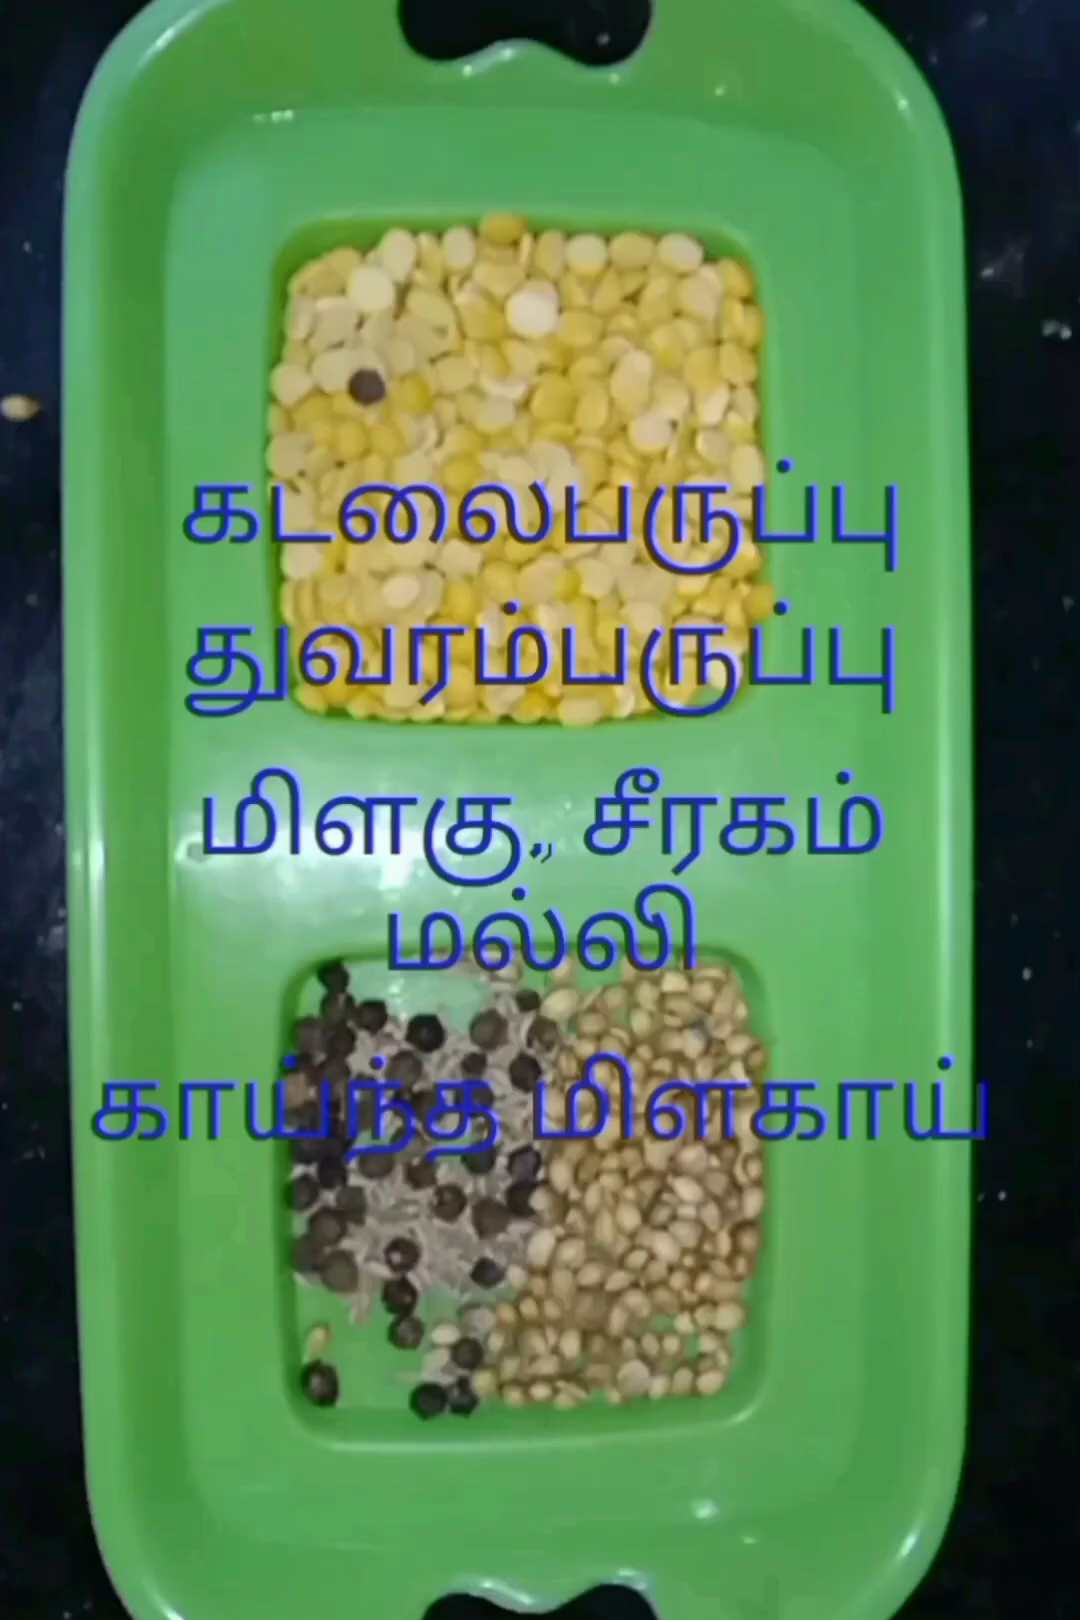 கடலைபருப்பு
துவரம்பருப்பு
மிளகு,, சீரகம்
மல்லி
காய்ந்த மிளகாய்